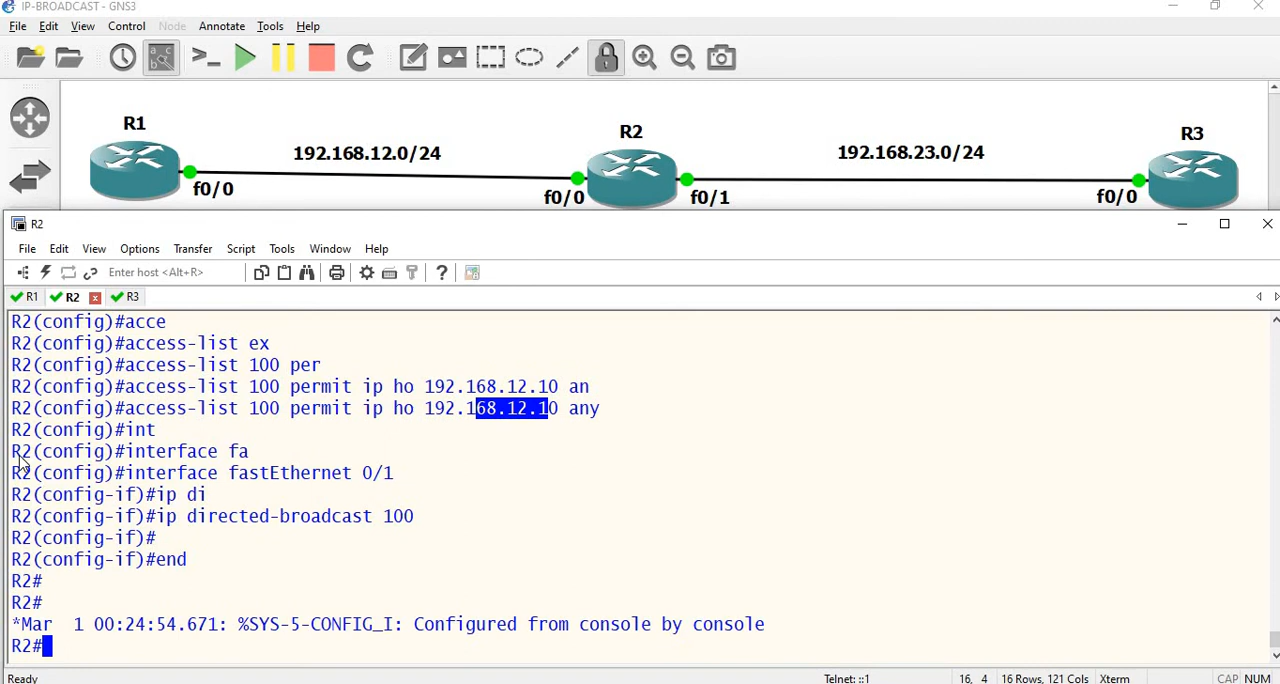 IP-BROADCAST - GNS3
File Edit View Control Node Annotate Tools Help
R1
R2
R3
192.168.12.0/24
192.168.23.0/24
f0/0
f0/0
f0/1
f0/0
R2
File Edit View Options Transfer Script Tools Window Help
Enter host <Alt+R>
R1 R2 R3
R2(config)#acce
R2(config)#access-list ex
R2(config)#access-list 100 per
R2(config)#access-list 100 permit ip ho 192.168.12.10 an
R2(config)#access-list 100 permit ip ho 192.168.12.10 any
R2(config)#int
R2(config)#interface fa
R2(config)#interface fastEthernet 0/1
R2(config-if)#ip di
R2(config-if)#ip directed-broadcast 100
R2(config-if)#
R2(config-if)#end
R2#
R2#
*Mar  1 00:24:54.671: %SYS-5-CONFIG_I: Configured from console by console
R2#
Ready Telnet: ::1 16, 4 16 Rows, 121 Cols Xterm CAP NUM